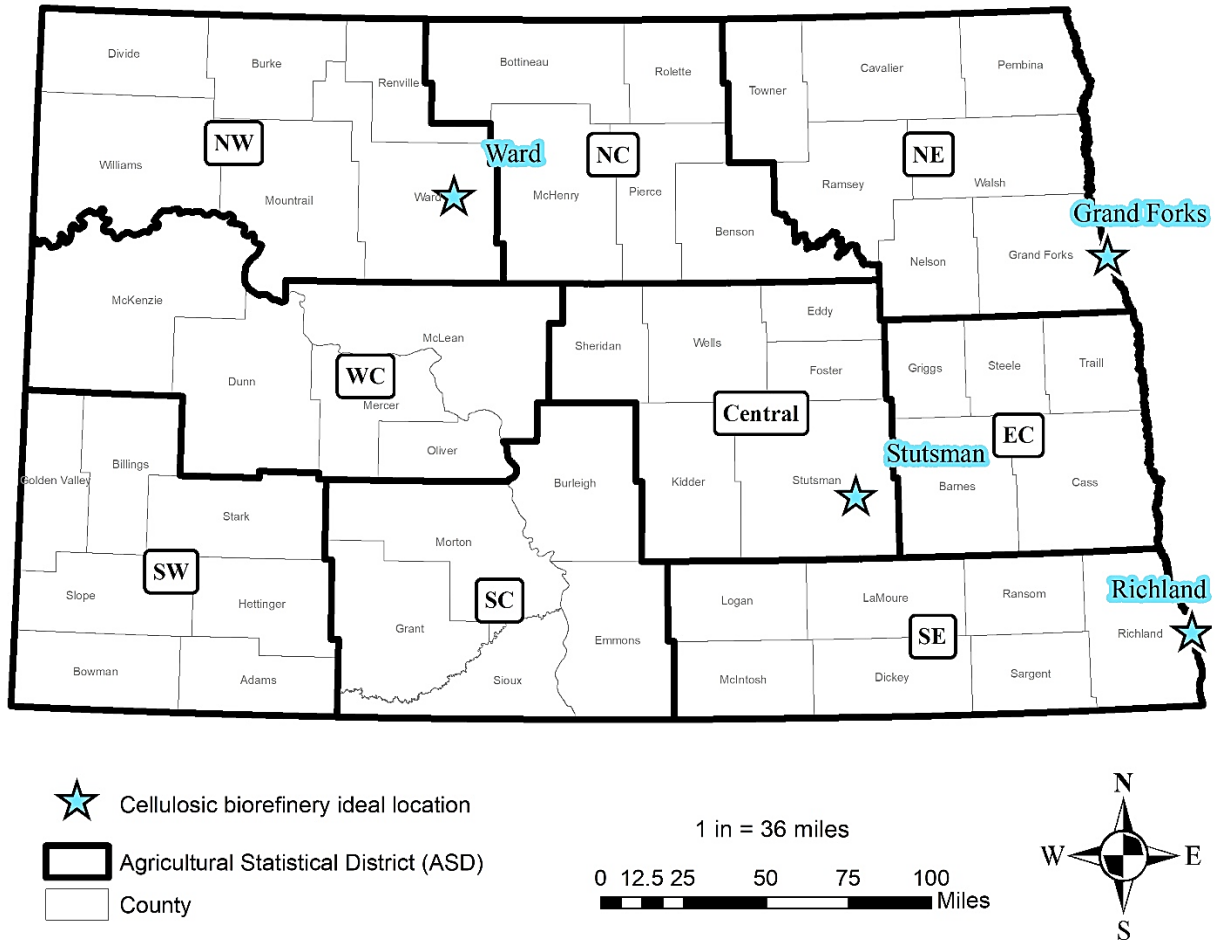 Divide
Burke
Renville
Bottineau
Rolette
Towner
Cavalier
Pembina
NW
Ward
NC
NE
Williams
Mountrail
Ward
McHenry
Pierce
Benson
Ramsey
Walsh
Grand Forks
Nelson
Grand Forks
McKenzie
McLean
Sheridan
Wells
Eddy
Foster
Griggs
Steele
Traill
Dunn
WC
Mercer
Oliver
Central
EC
Stutsman
Golden Valley
Billings
Stark
Burleigh
Kidder
Stutsman
Barnes
Cass
Morton
SW
SC
Slope
Hettinger
Grant
Emmons
Logan
LaMoure
Ransom
Richland
SE
Richland
Bowman
Adams
Sioux
McIntosh
Dickey
Sargent
Cellulosic biorefinery ideal location
Agricultural Statistical District (ASD)
County
1 in = 36 miles
0 12.5 25 50 75 100
Miles
N
W E
S